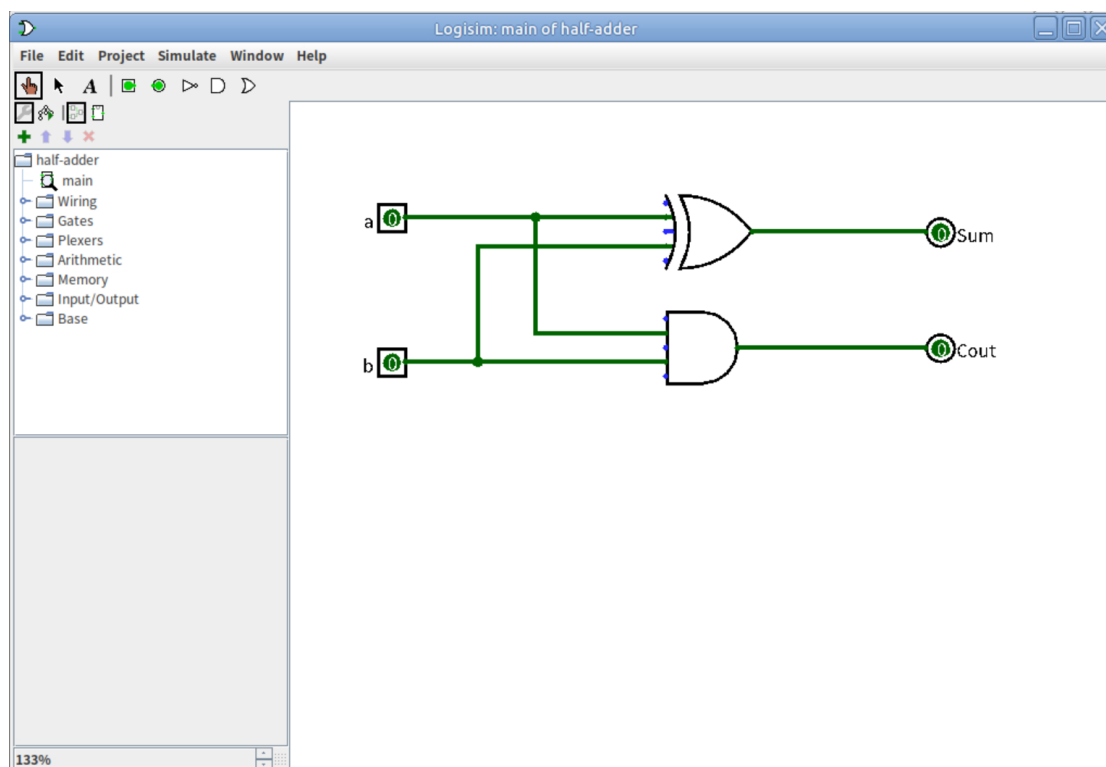 Logisim: main of half-adder
File Edit Project Simulate Window Help
A
half-adder
main
Wiring
Gates
Plexers
Arithmetic
Memory
Input/Output
Base
a 0
Sum 0
b 0
Cout 0
133%